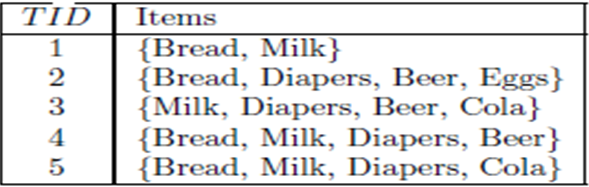 TID Items
1 {Bread, Milk}
2 {Bread, Diapers, Beer, Eggs}
3 {Milk, Diapers, Beer, Cola}
4 {Bread, Milk, Diapers, Beer}
5 {Bread, Milk, Diapers, Cola}